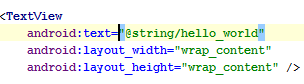 <TextView
android:text="@string/hello_world"
android:layout_width="wrap_content"
android:layout_height="wrap_content" />